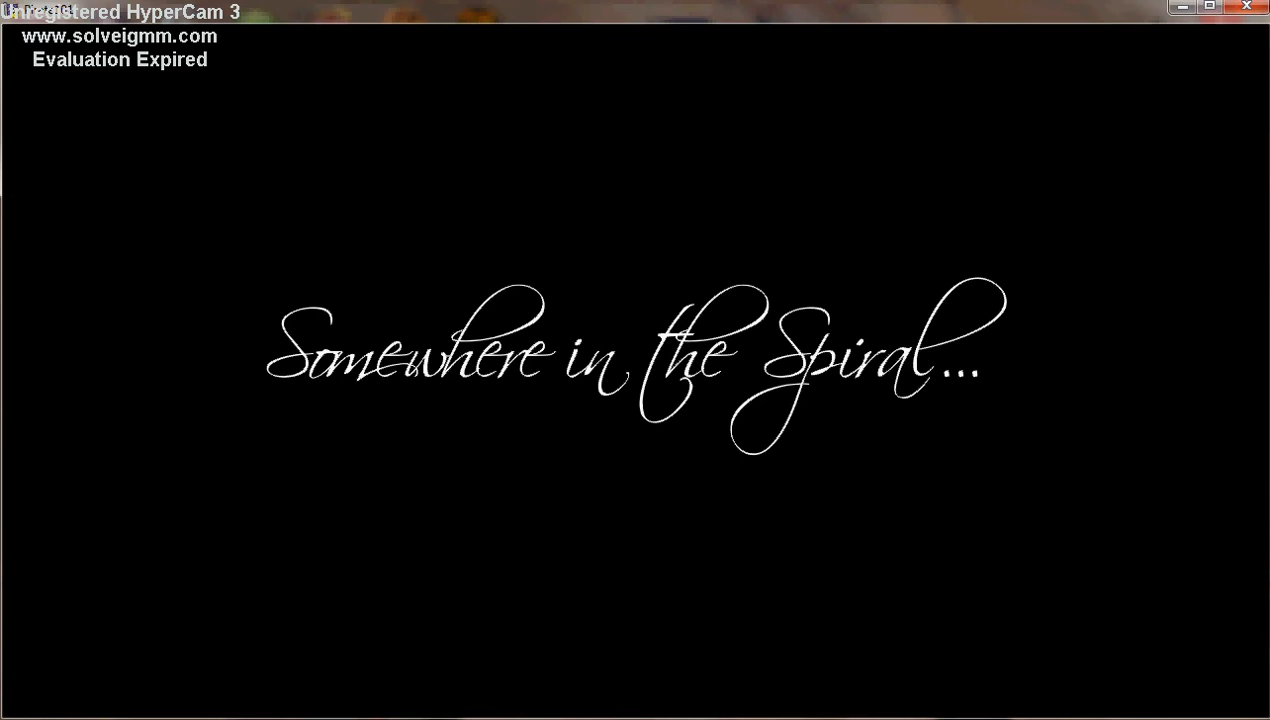 Unregistered HyperCam 3
www.solveigmm.com
Evaluation Expired
Somewhere in the Spiral...